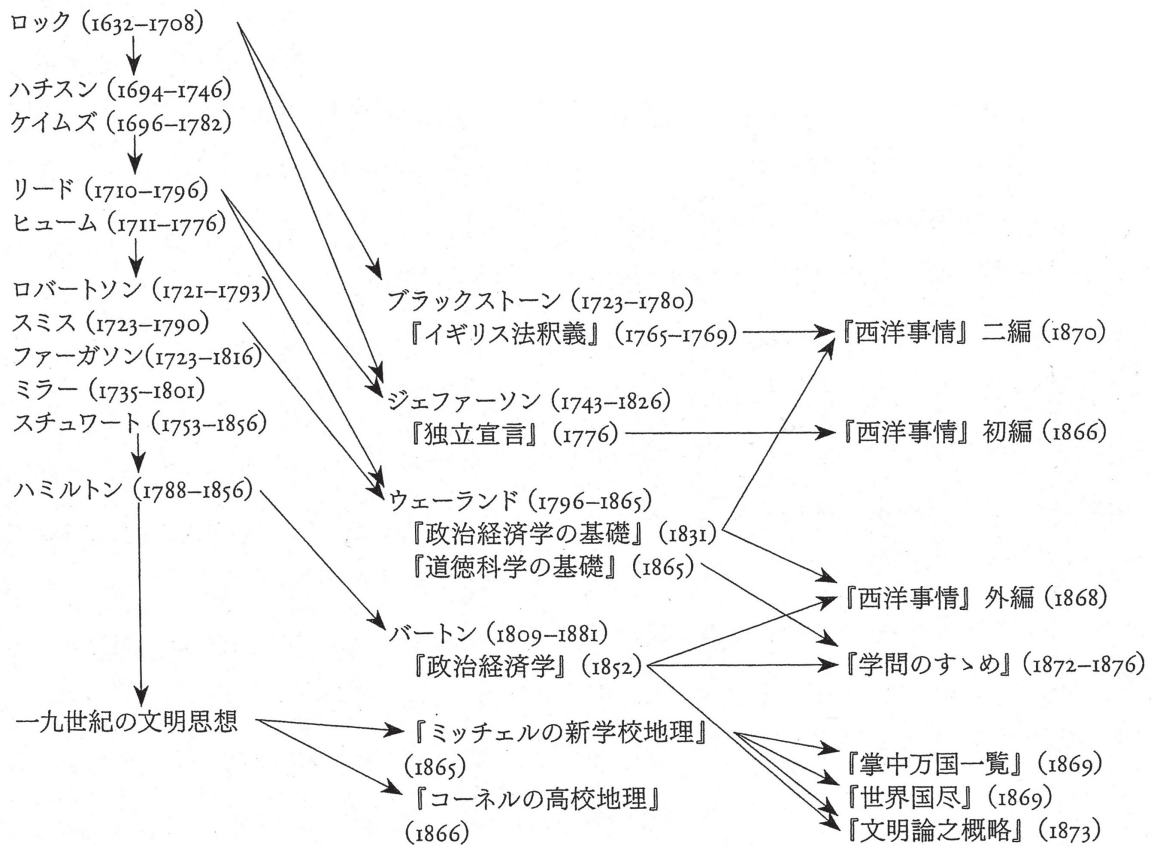 ロック (1632–1708)
ハチスン (1694–1746)
ケイムズ (1696–1782)
リード (1710–1796)
ヒューム (1711–1776)
ロバートソン (1721–1793)
スミス (1723–1790)
ファーガソン(1723–1816)
ミラー (1735–1801)
スチュワート (1753–1856)
ハミルトン (1788–1856)
一九世紀の文明思想
ブラックストーン (1723–1780)
『イギリス法釈義』 (1765–1769)
ジェファーソン (1743–1826)
『独立宣言』 (1776)
ウェーランド (1796–1865)
『政治経済学の基礎』 (1831)
『道徳科学の基礎』 (1865)
バートン (1809–1881)
『政治経済学』 (1852)
『ミッチェルの新学校地理』
(1865)
『コーネルの高校地理』
(1866)
『西洋事情』二編 (1870)
『西洋事情』初編 (1866)
『西洋事情』外編 (1868)
『学問のすゝめ』 (1872–1876)
『掌中万国一覧』 (1869)
『世界国尽』 (1869)
『文明論之概略』 (1873)